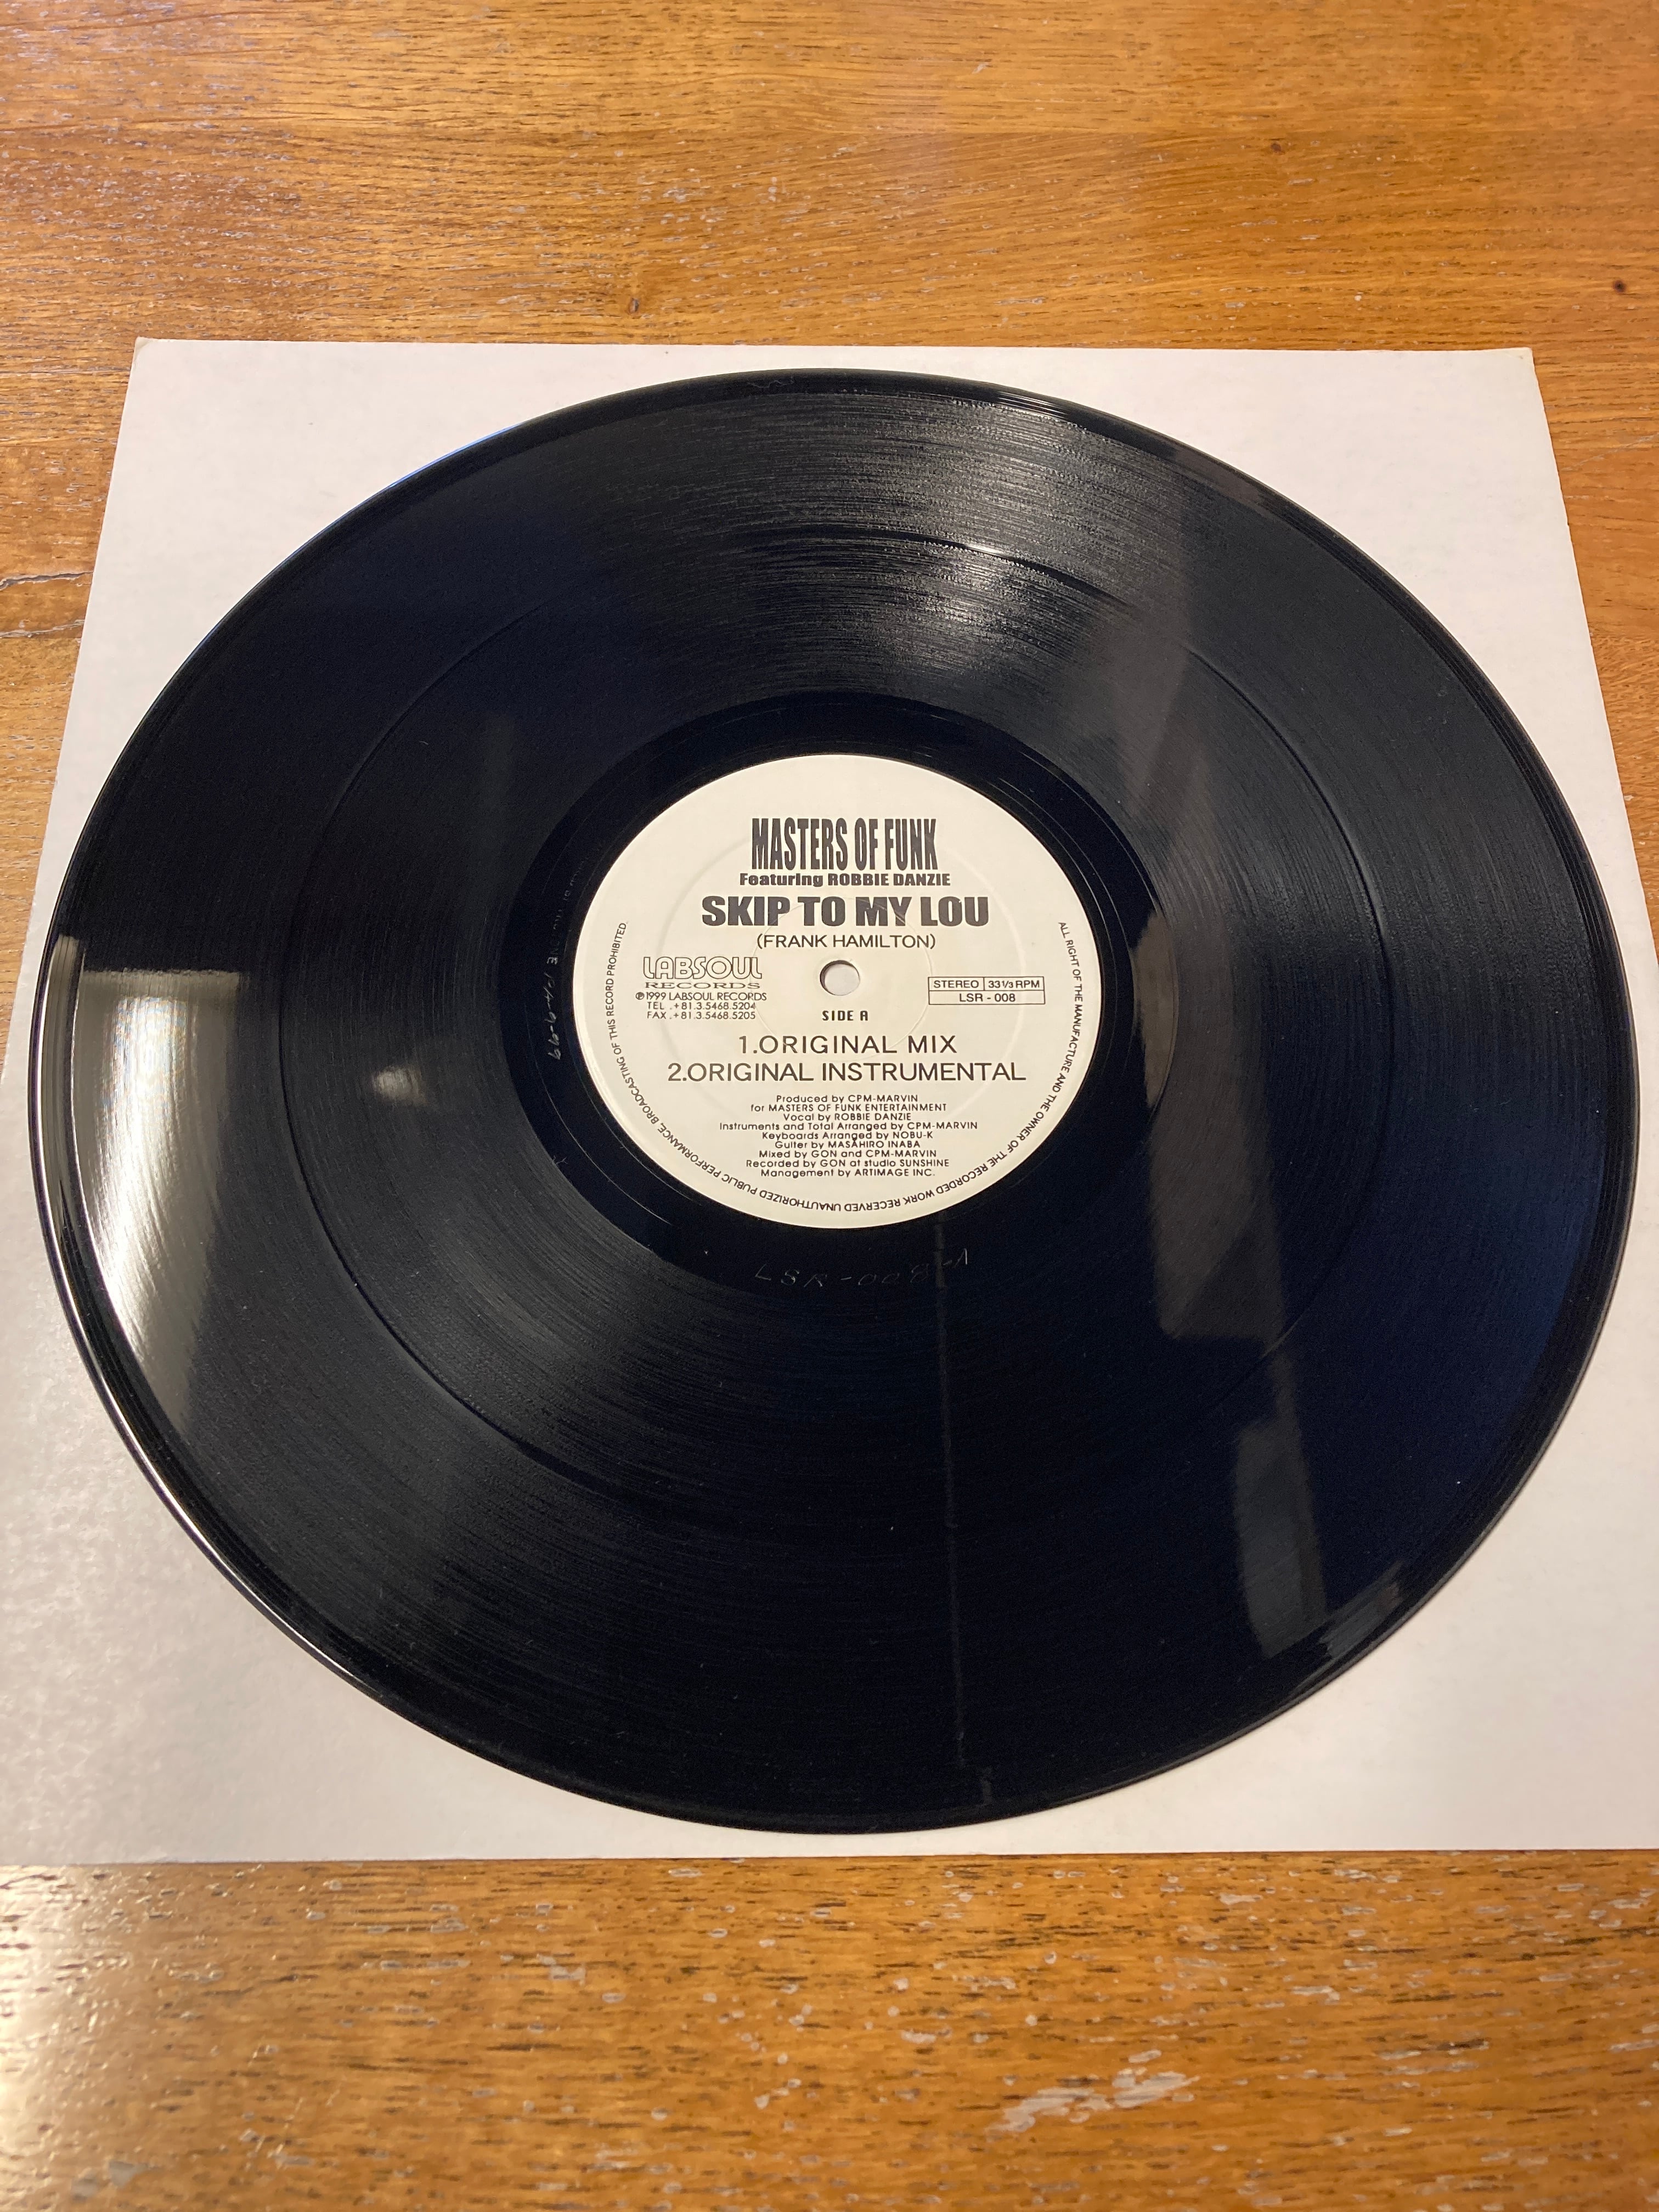 MASTERS OF FUNK
Featuring ROBBIE DANZIE
SKIP TO MY LOU
(FRANK HAMILTON)
LABSOUL
RECORDS
℗1999 LABSOUL RECORDS
TEL .+81.3.5468.5204
FAX .+81.3.5468.5205
STEREO 33 1/3 RPM
LSR - 008
SIDE A
1.ORIGINAL MIX
2.ORIGINAL INSTRUMENTAL
Produced by CPM-MARVIN
for MASTERS OF FUNK ENTERTAINMENT
Vocal by ROBBIE DANZIE
Instruments and Total Arranged by CPM-MARVIN
Keyboards Arranged by NOBU-K
Guiter by MASAHIRO INABA
Mixed by GON and CPM-MARVIN
Recorded by GON at studio SUNSHINE
Management by ARTIMAGE INC.
ALL RIGHT OF THE MANUFACTURE AND THE OWNER OF THE RECORDED WORK RECERVED UNAUTHORIZED PUBLIC PERFORMANCE, BROADCASTING OF THIS RECORD PROHIBITED.
LSR-008-A